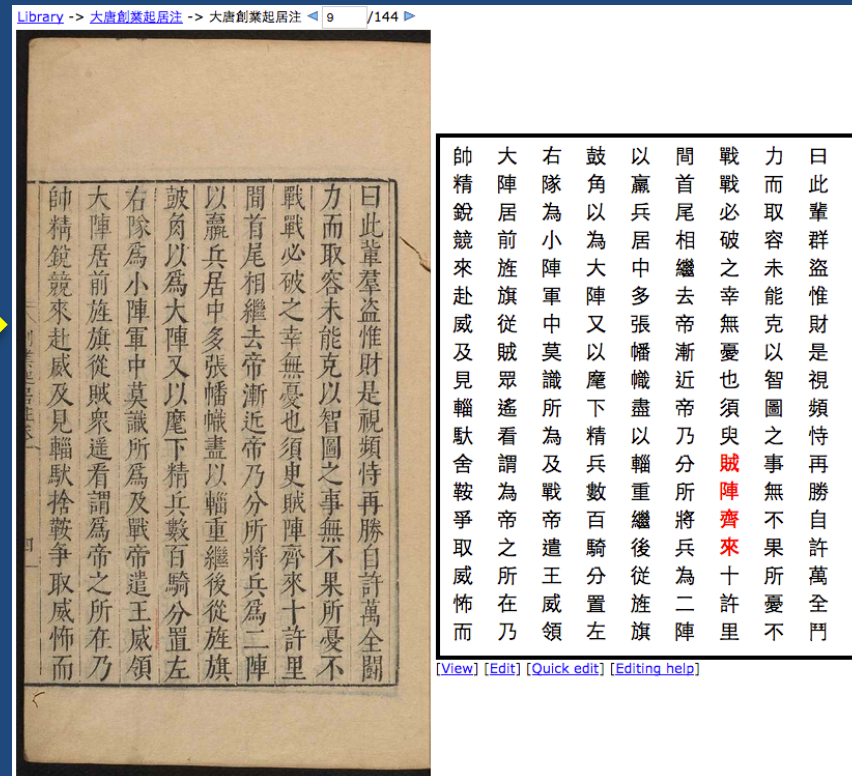 Library -> 大唐創業起居注 -> 大唐創業起居注 9 /144
曰此輩羣盗惟財是視頻恃再勝自許萬全鬪
力而取容未能克以智圖之事無不果所憂不
戰戰必破之幸無憂也須臾賊陣齊來十許里
間首尾相繼去帝漸近帝乃分所將兵爲二陣
以羸兵居中多張幡幟盡以輜重繼後從旌旗
鼓角以爲大陣又以麾下精兵數百騎分置左
右隊爲小陣軍中莫識所爲及戰帝遣王威領
大陣居前旌旗從賊衆遥看謂爲帝之所在乃
帥精銳競來赴威及見輜馱捨鞍争取威怖而
四
曰此輩群盜惟財是視頻恃再勝自許萬全鬥
力而取容未能克以智圖之事無不果所憂不
戰戰必破之幸無憂也須臾賊陣齊來十許里
間首尾相繼去帝漸近帝乃分所將兵為二陣
以羸兵居中多張幡幟盡以輜重繼後従旌旗
鼓角以為大陣又以麾下精兵數百騎分置左
右隊為小陣軍中莫識所為及戰帝遣王威領
大陣居前旌旗従賊眾遙看謂為帝之所在乃
帥精銳競來赴威及見輜馱舍鞍爭取威怖而
[View] [Edit] [Quick edit] [Editing help]